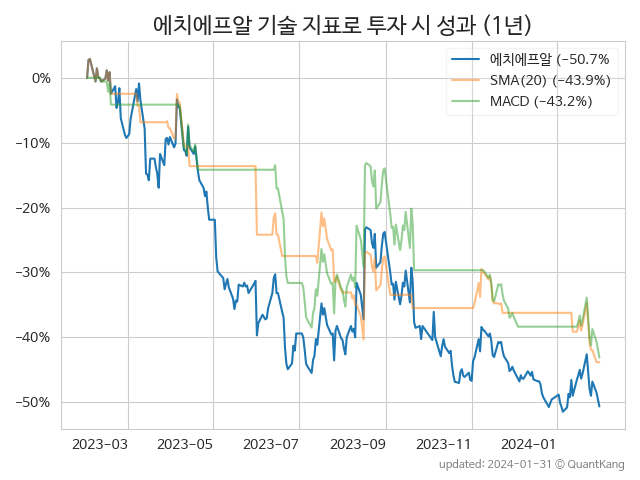 에치에프알 기술 지표로 투자 시 성과 (1년)
에치에프알 (−50.7%
SMA(20) (−43.9%)
MACD (−43.2%)
0%
−10%
−20%
−30%
−40%
−50%
2023-03 2023-05 2023-07 2023-09 2023-11 2024-01
updated: 2024-01-31 © QuantKang